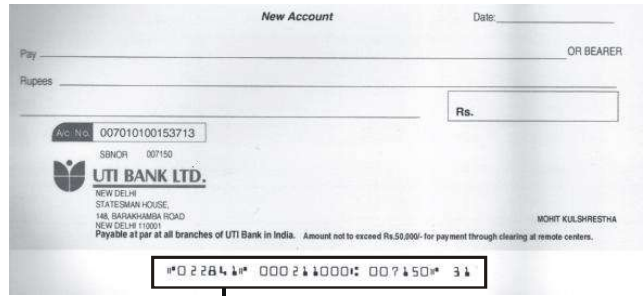 New Account Date:
Pay OR BEARER
Rupees
Rs.
A/c No. 007010100153713
SBNOR 007150
UTI BANK LTD.
NEW DELHI
STATESMAN HOUSE,
148, BARAKHAMBA ROAD
NEW DELHI 110001
MOHIT KULSHRESTHA
Payable at par at all branches of UTI Bank in India. Amount not to exceed Rs.50,000/- for payment through clearing at remote centers.
⑈022841⑈ 000211000⑆ 007150⑈ 31